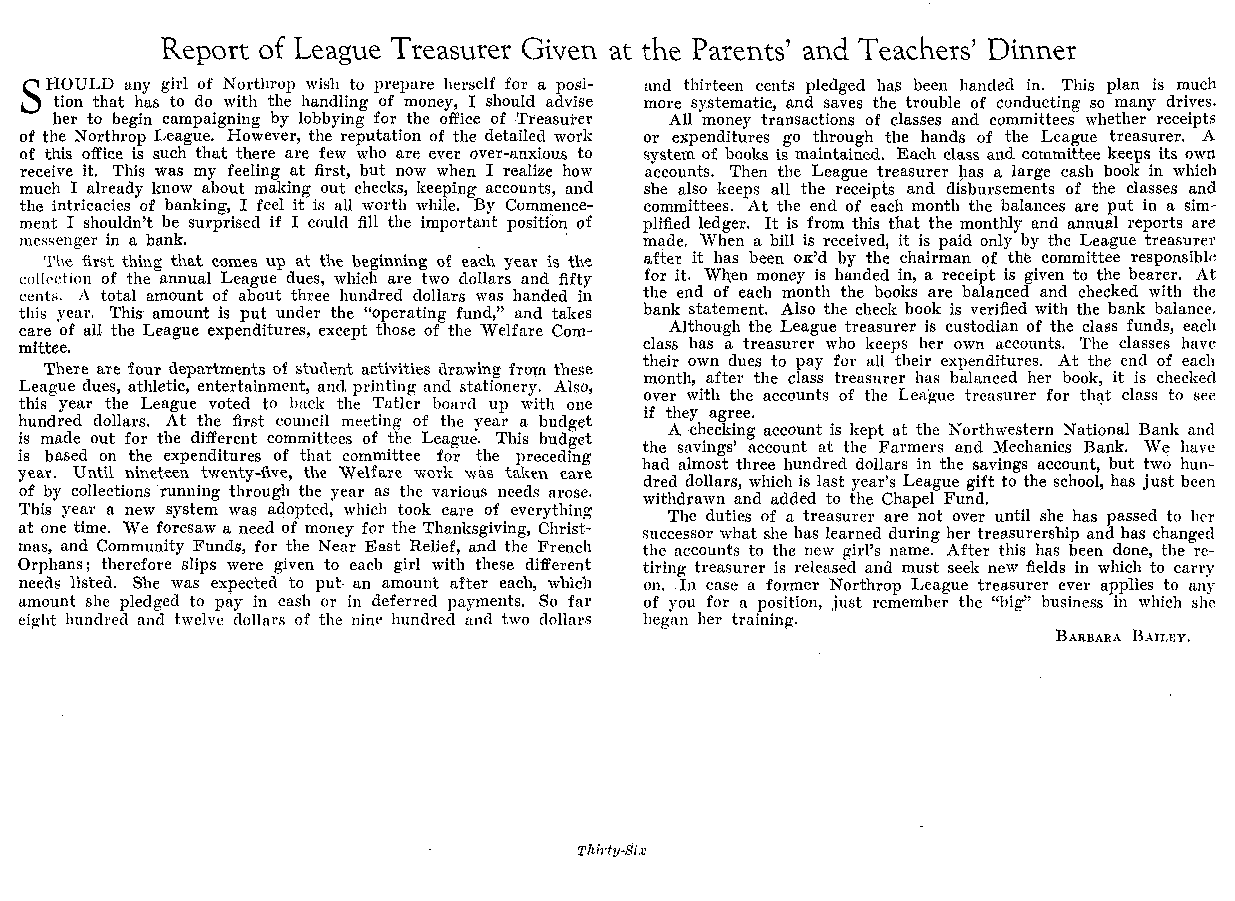 Report of League Treasurer Given at the Parents' and Teachers' Dinner
SHOULD any girl of Northrop wish to prepare herself for a posi-
tion that has to do with the handling of money, I should advise
her to begin campaigning by lobbying for the office of Treasurer
of the Northrop League. However, the reputation of the detailed work
of this office is such that there are few who are ever over-anxious to
receive it. This was my feeling at first, but now when I realize how
much I already know about making out checks, keeping accounts, and
the intricacies of banking, I feel it is all worth while. By Commence-
ment I shouldn't be surprised if I could fill the important position of
messenger in a bank.
The first thing that comes up at the beginning of each year is the
collection of the annual League dues, which are two dollars and fifty
cents. A total amount of about three hundred dollars was handed in
this year. This amount is put under the "operating fund," and takes
care of all the League expenditures, except those of the Welfare Com-
mittee.
There are four departments of student activities drawing from these
League dues, athletic, entertainment, and printing and stationery. Also,
this year the League voted to back the Tatler board up with one
hundred dollars. At the first council meeting of the year a budget
is made out for the different committees of the League. This budget
is based on the expenditures of that committee for the preceding
year. Until nineteen twenty-five, the Welfare work was taken care
of by collections running through the year as the various needs arose.
This year a new system was adopted, which took care of everything
at one time. We foresaw a need of money for the Thanksgiving, Christ-
mas, and Community Funds, for the Near East Relief, and the French
Orphans; therefore slips were given to each girl with these different
needs listed. She was expected to put an amount after each, which
amount she pledged to pay in cash or in deferred payments. So far
eight hundred and twelve dollars of the nine hundred and two dollars
and thirteen cents pledged has been handed in. This plan is much
more systematic, and saves the trouble of conducting so many drives.
All money transactions of classes and committees whether receipts
or expenditures go through the hands of the League treasurer. A
system of books is maintained. Each class and committee keeps its own
accounts. Then the League treasurer has a large cash book in which
she also keeps all the receipts and disbursements of the classes and
committees. At the end of each month the balances are put in a sim-
plified ledger. It is from this that the monthly and annual reports are
made. When a bill is received, it is paid only by the League treasurer
after it has been OK'd by the chairman of the committee responsible
for it. When money is handed in, a receipt is given to the bearer. At
the end of each month the books are balanced and checked with the
bank statement. Also the check book is verified with the bank balance.
Although the League treasurer is custodian of the class funds, each
class has a treasurer who keeps her own accounts. The classes have
their own dues to pay for all their expenditures. At the end of each
month, after the class treasurer has balanced her book, it is checked
over with the accounts of the League treasurer for that class to see
if they agree.
A checking account is kept at the Northwestern National Bank and
the savings' account at the Farmers and Mechanics Bank. We have
had almost three hundred dollars in the savings account, but two hun-
dred dollars, which is last year's League gift to the school, has just been
withdrawn and added to the Chapel Fund.
The duties of a treasurer are not over until she has passed to her
successor what she has learned during her treasurership and has changed
the accounts to the new girl's name. After this has been done, the re-
tiring treasurer is released and must seek new fields in which to carry
on. In case a former Northrop League treasurer ever applies to any
of you for a position, just remember the "big" business in which she
began her training.
BARBARA BAILEY.
Thirty-Six